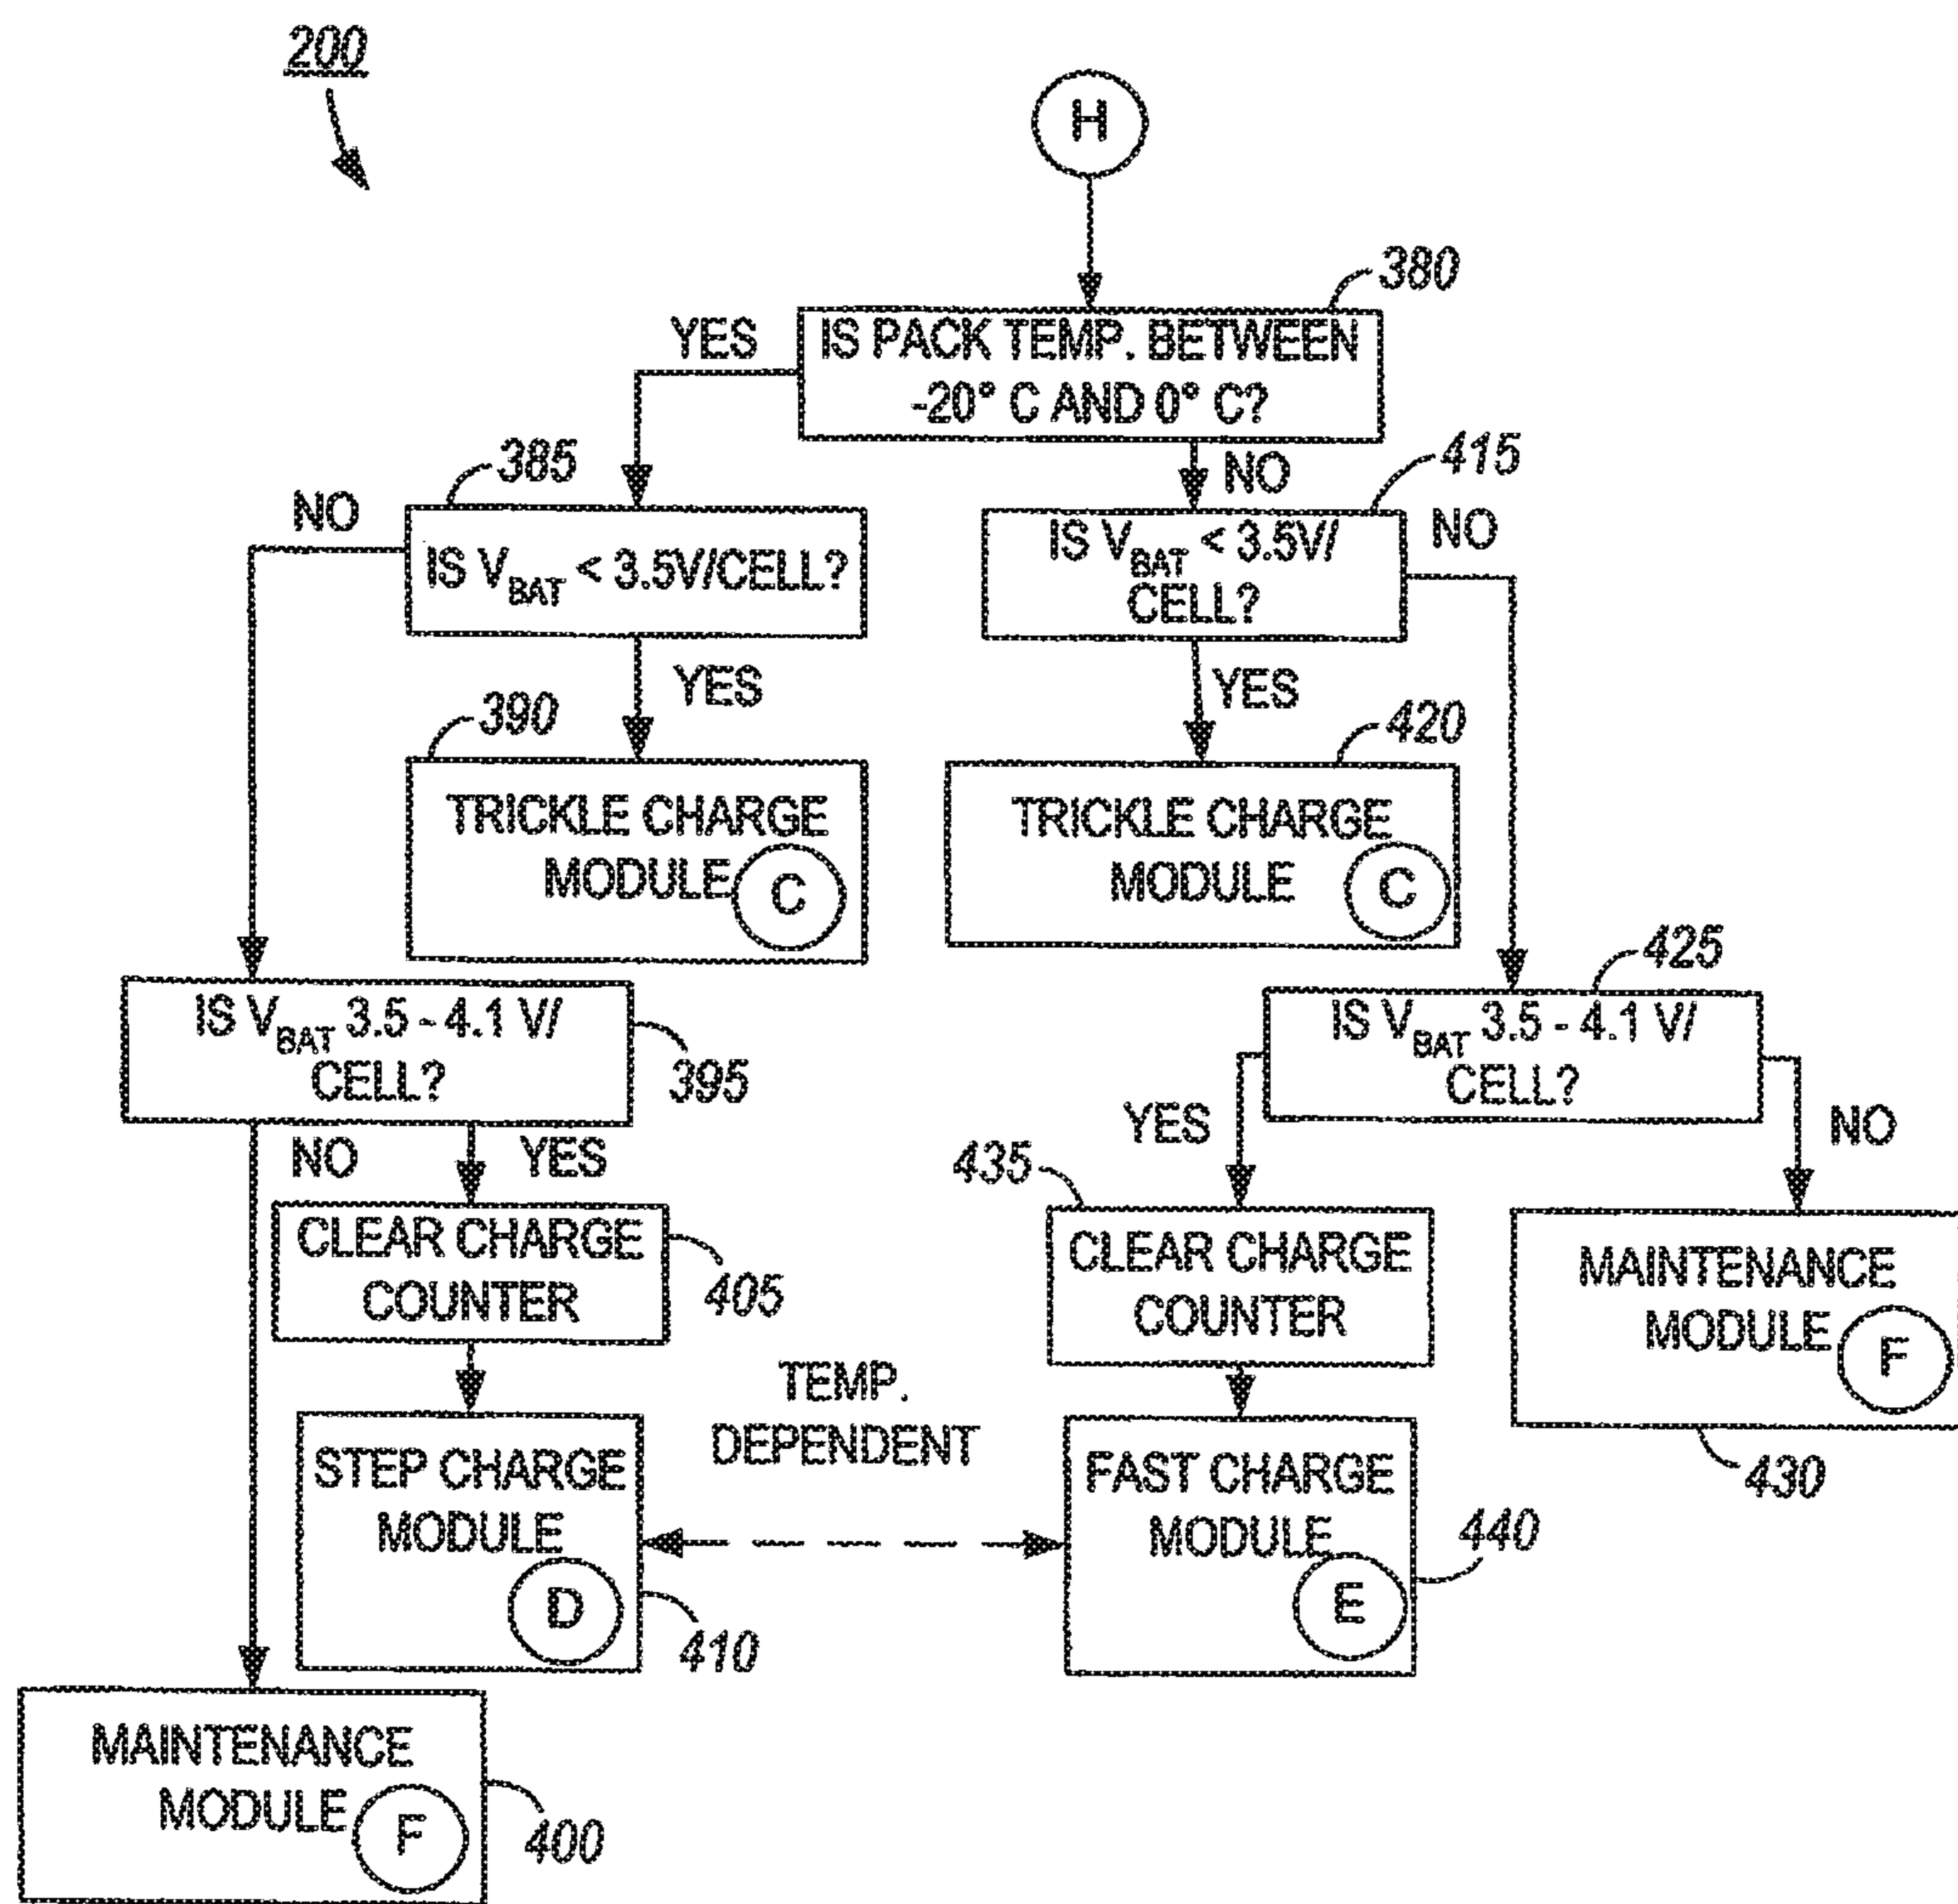 200
H
380
IS PACK TEMP. BETWEEN
-20° C AND 0° C?
YES
NO
385
IS VBAT < 3.5V/CELL?
NO
YES
415
IS VBAT < 3.5V/
CELL?
NO
YES
390
TRICKLE CHARGE
MODULE
C
420
TRICKLE CHARGE
MODULE
C
395
IS VBAT 3.5 - 4.1 V/
CELL?
NO
YES
425
IS VBAT 3.5 - 4.1 V/
CELL?
YES
NO
405
CLEAR CHARGE
COUNTER
435
CLEAR CHARGE
COUNTER
MAINTENANCE
MODULE
F
430
STEP CHARGE
MODULE
D
410
TEMP.
DEPENDENT
FAST CHARGE
MODULE
E
440
MAINTENANCE
MODULE
F
400